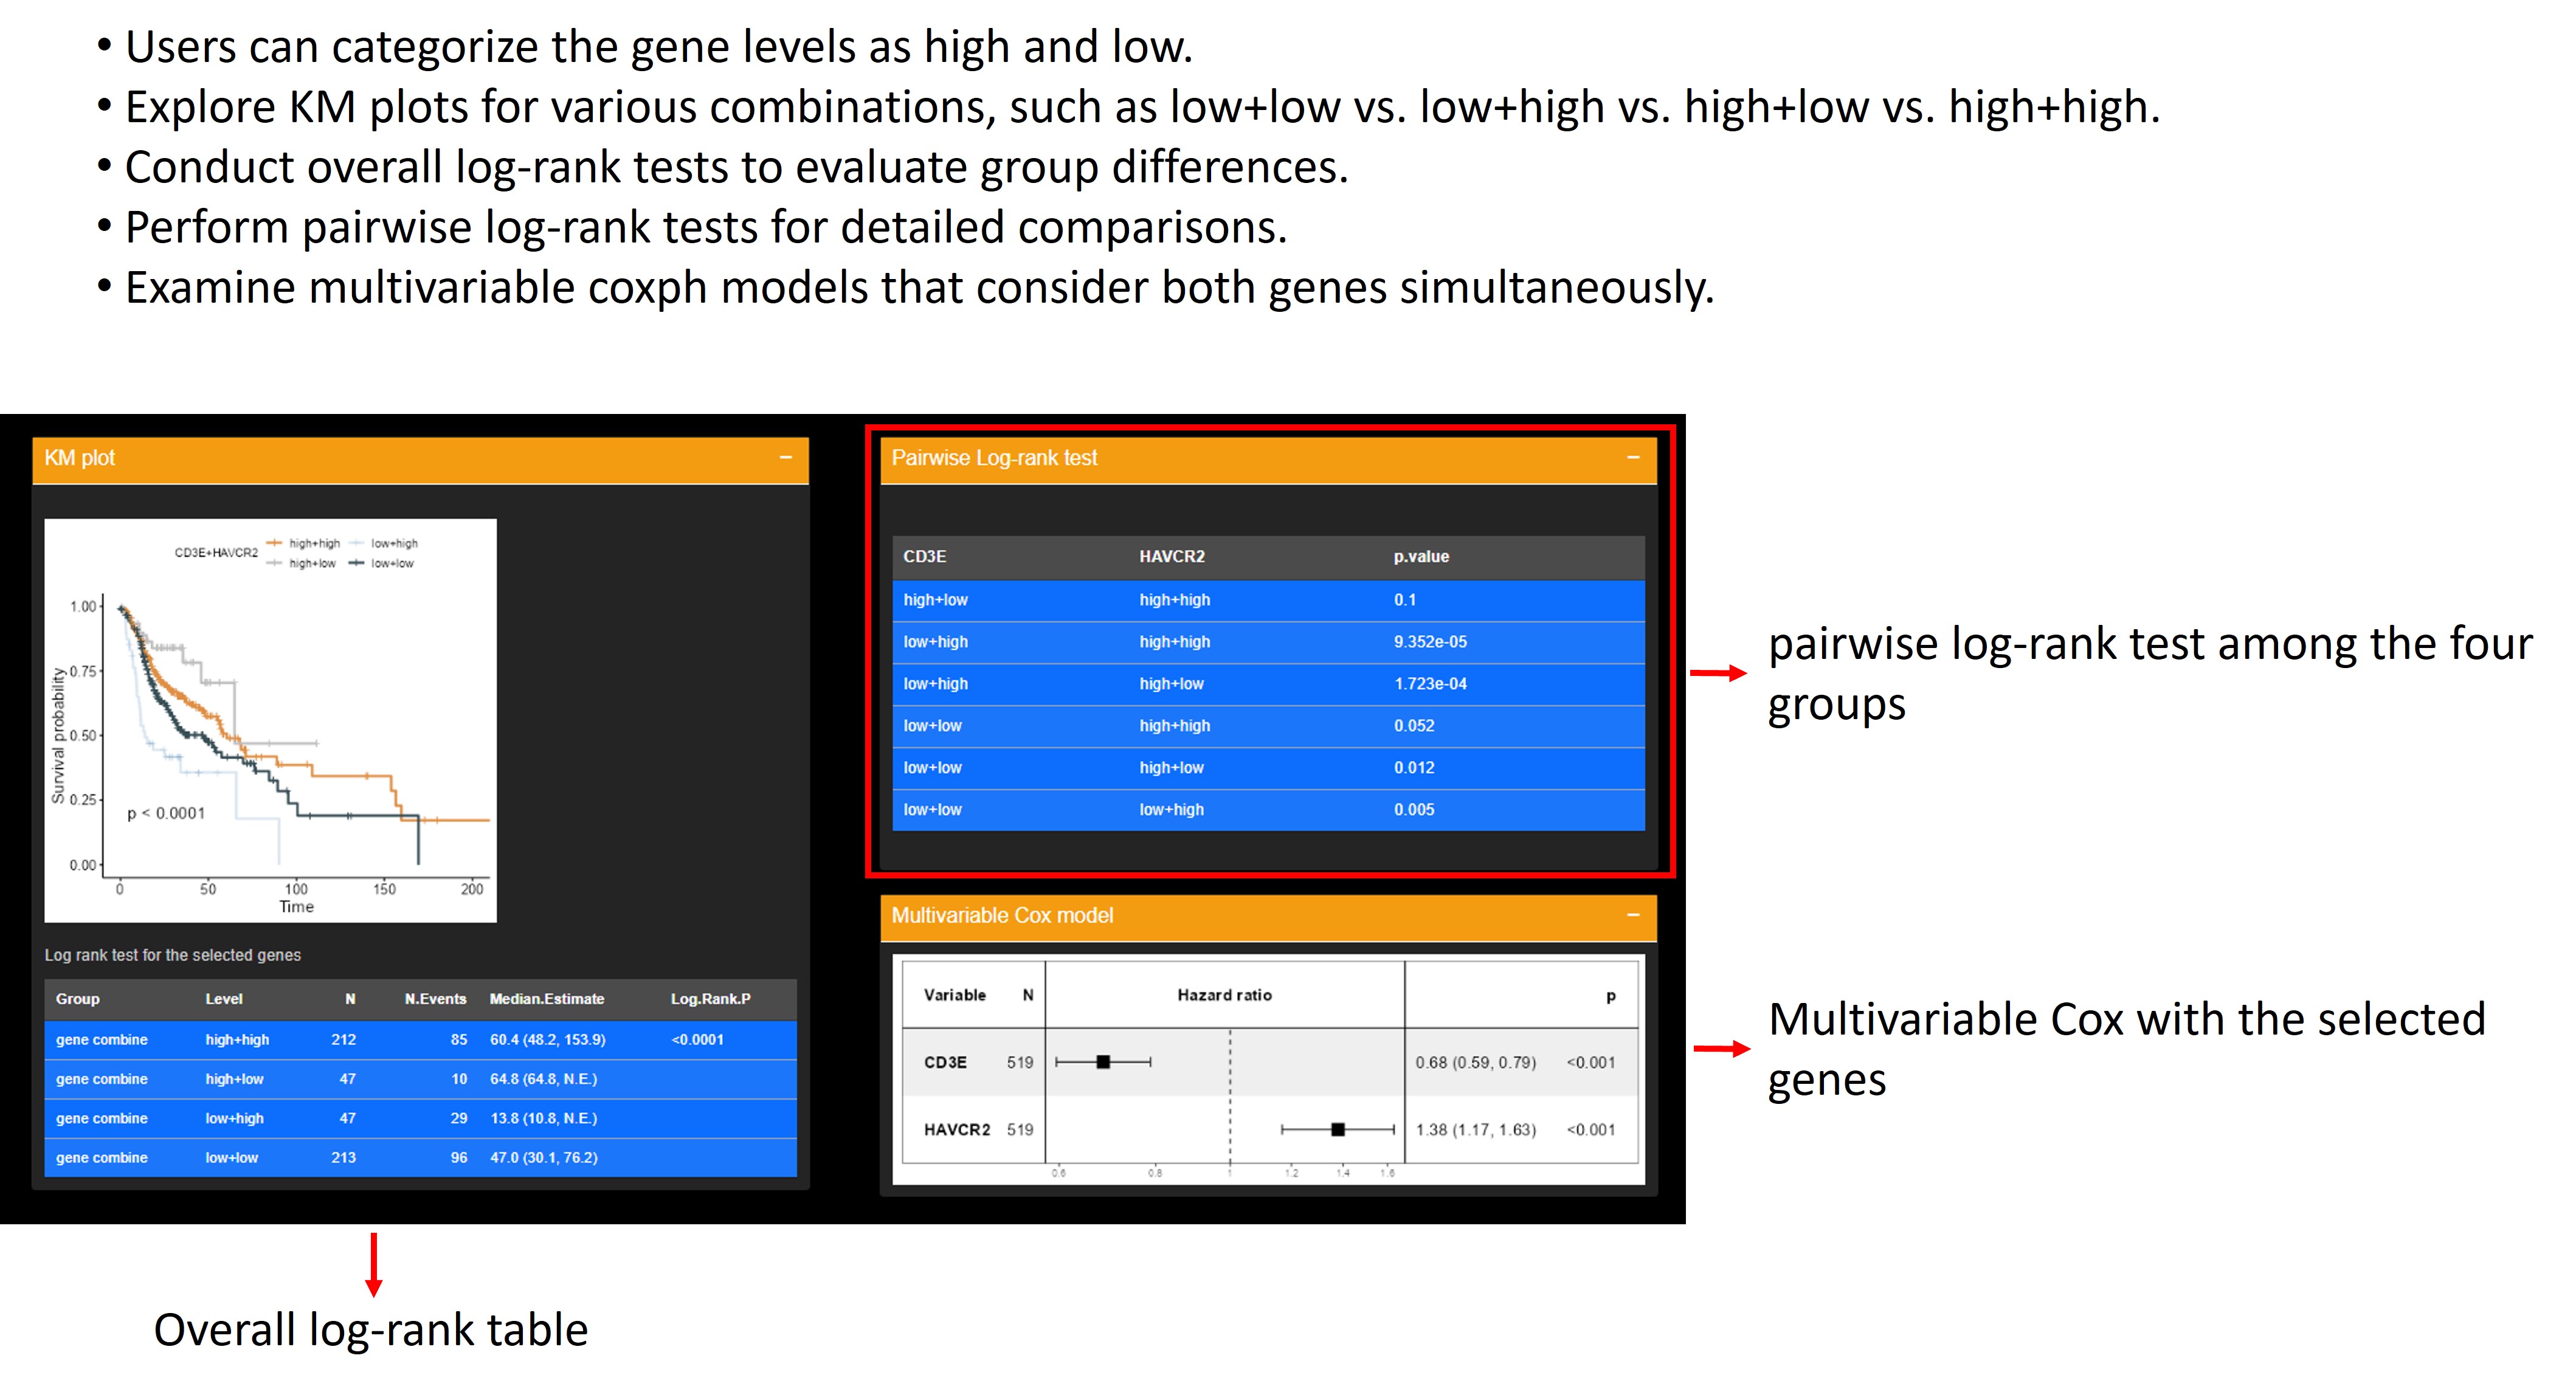 • Users can categorize the gene levels as high and low.
• Explore KM plots for various combinations, such as low+low vs. low+high vs. high+low vs. high+high.
• Conduct overall log-rank tests to evaluate group differences.
• Perform pairwise log-rank tests for detailed comparisons.
• Examine multivariable coxph models that consider both genes simultaneously.
KM plot
CD3E+HAVCR2 high+high low+high
high+low low+low
Survival probability
1.00
0.75
0.50
0.25
0.00
p < 0.0001
0 50 100 150 200
Time
Log rank test for the selected genes
Group Level N N.Events Median.Estimate Log.Rank.P
gene combine high+high 212 85 60.4 (48.2, 153.9) <0.0001
gene combine high+low 47 10 64.8 (64.8, N.E.)
gene combine low+high 47 29 13.8 (10.8, N.E.)
gene combine low+low 213 96 47.0 (30.1, 76.2)
Overall log-rank table
Pairwise Log-rank test
CD3E HAVCR2 p.value
high+low high+high 0.1
low+high high+high 9.352e-05
low+high high+low 1.723e-04
low+low high+high 0.052
low+low high+low 0.012
low+low low+high 0.005
pairwise log-rank test among the four
groups
Multivariable Cox model
Variable N Hazard ratio p
CD3E 519 0.68 (0.59, 0.79) <0.001
HAVCR2 519 1.38 (1.17, 1.63) <0.001
0.6 0.8 1 1.2 1.4 1.6
Multivariable Cox with the selected
genes